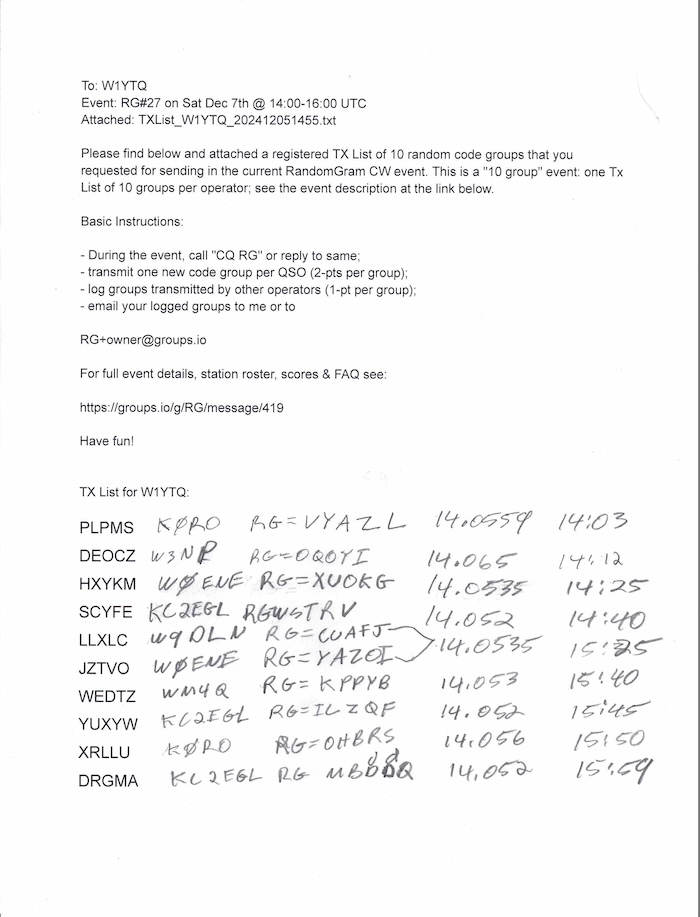 To: W1YTQ
Event: RG#27 on Sat Dec 7th @ 14:00-16:00 UTC
Attached: TXList_W1YTQ_202412051455.txt
Please find below and attached a registered TX List of 10 random code groups that you
requested for sending in the current RandomGram CW event. This is a "10 group" event: one Tx
List of 10 groups per operator; see the event description at the link below.
Basic Instructions:
- During the event, call "CQ RG" or reply to same;
- transmit one new code group per QSO (2-pts per group);
- log groups transmitted by other operators (1-pt per group);
- email your logged groups to me or to
RG+owner@groups.io
For full event details, station roster, scores & FAQ see:
https://groups.io/g/RG/message/419
Have fun!
TX List for W1YTQ:
PLPMS KØRO RG=VYAZL 14.0559 14:03
DEOCZ W3NP RG=OQOYI 14.065 14:12
HXYKM WØENE RG=XUOKG 14.0535 14:25
SCYFE KC2EGL RGWSTRV 14.052 14:40
LLXLC W9DLN RG=CUAFJ 14.0535 15:25
JZTVO WØENE RG=YAZOI
WEDTZ WM4Q RG=KPPYB 14.053 15:40
YUXYW KC2EGL RG=ILZQF 14.052 15:45
XRLLU KØRO RG=OHBRS 14.056 15:50
DRGMA KC2EGL RG 14.052 15:59